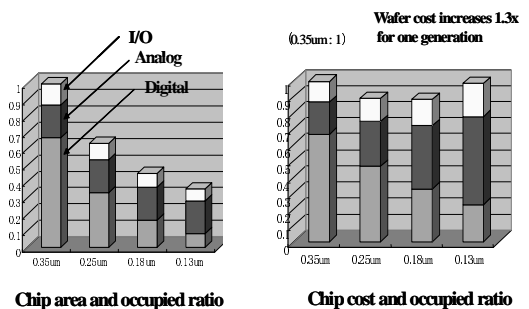 I/O
Analog
Digital
1
0.9
0.8
0.7
0.6
0.5
0.4
0.3
0.2
0.1
0
0.35um
0.25um
0.18um
0.13um
Chip area and occupied ratio
(0.35um : 1)
Wafer cost increases 1.3x
for one generation
1
0.9
0.8
0.7
0.6
0.5
0.4
0.3
0.2
0.1
0
0.35um
0.25um
0.18um
0.13um
Chip cost and occupied ratio